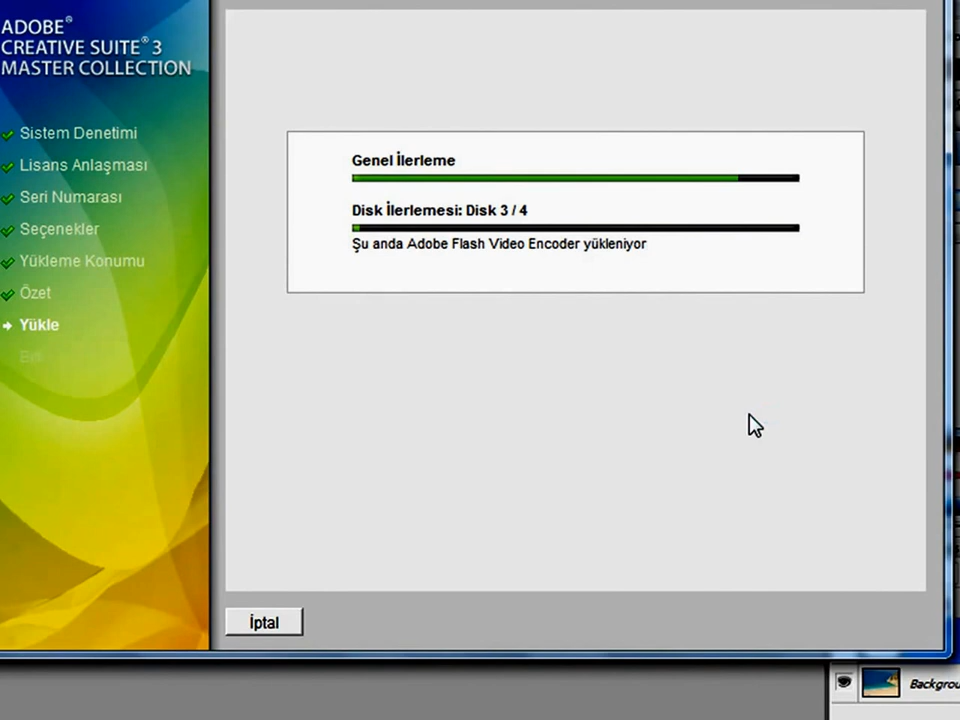 ADOBE®
CREATIVE SUITE® 3
MASTER COLLECTION
Sistem Denetimi
Lisans Anlaşması
Seri Numarası
Seçenekler
Yükleme Konumu
Özet
Yükle
Genel İlerleme
Disk İlerlemesi: Disk 3 / 4
Şu anda Adobe Flash Video Encoder yükleniyor
İptal
Backgrou